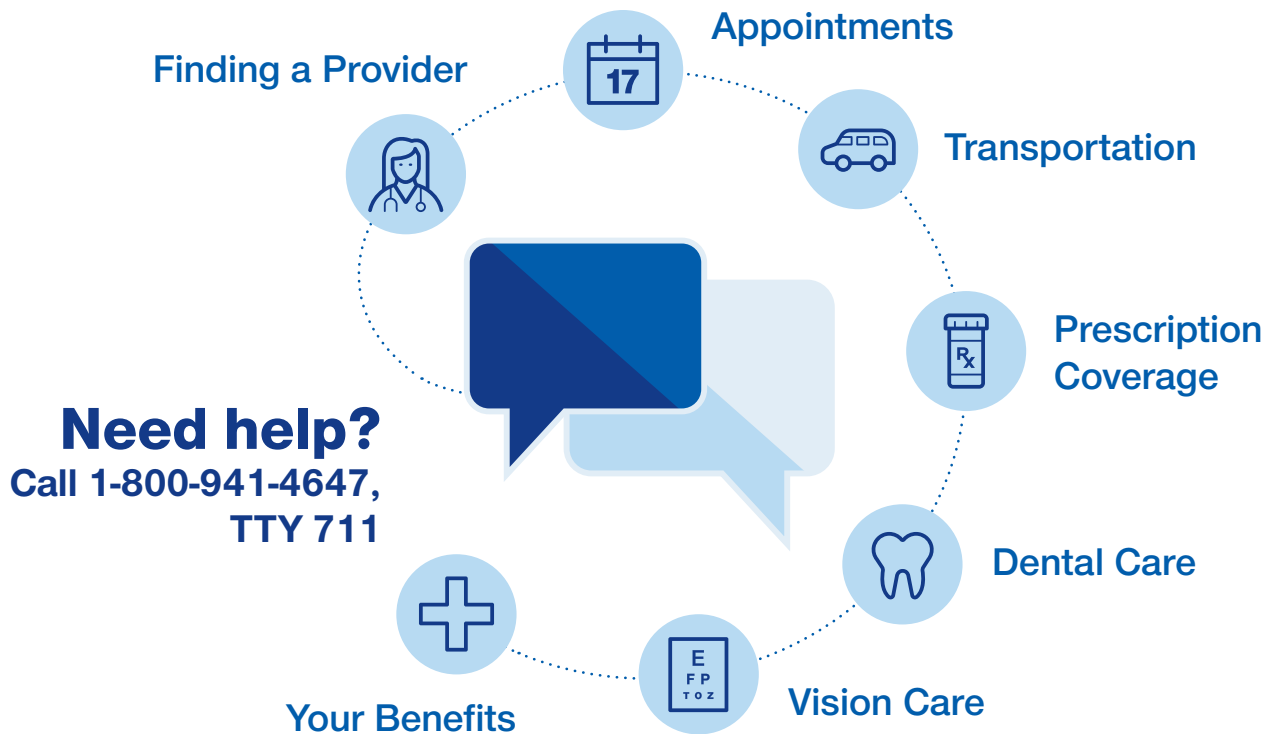 Appointments
Finding a Provider
17
Transportation
Prescription
Coverage
Rx
Need help?
Call 1-800-941-4647,
TTY 711
Dental Care
E
F P
T O Z
Vision Care
Your Benefits